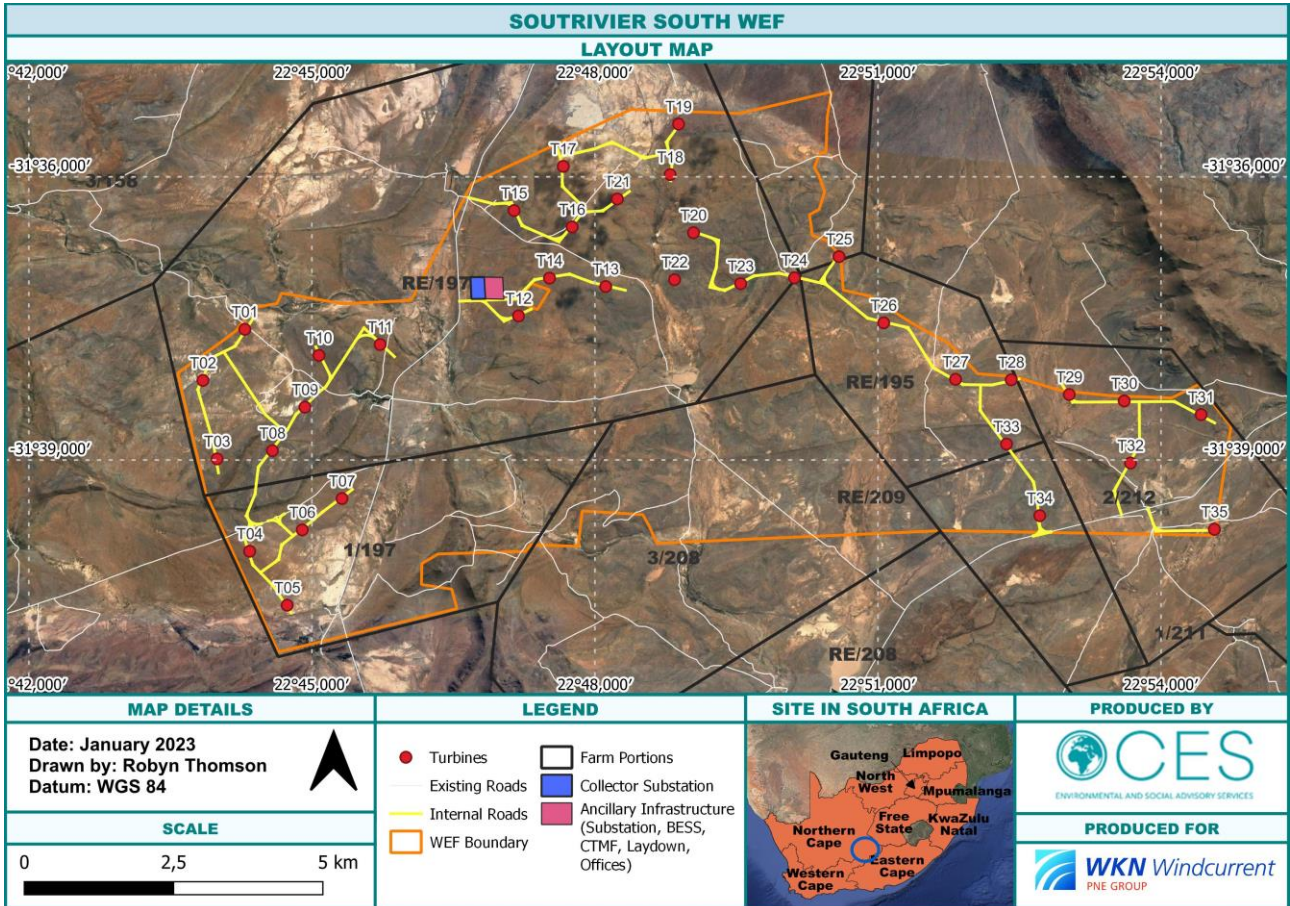 SOUTRIVIER SOUTH WEF
LAYOUT MAP
°42,000’ 22°45,000’ 22°48,000’ 22°51,000’ 22°54,000’
-31°36,000’ -31°36,000’
-31°39,000’ -31°39,000’
3/158
RE/197
1/197
3/208
RE/195
RE/209
RE/208
2/212
1/211
T19
T17
T18
T21
T15
T16
T20
T25
T14
T13
T22
T23
T24
T12
T26
T01
T10
T11
T02
T27
T28
T29
T30
T31
T09
T08
T03
T33
T32
T07
T06
T04
T34
T35
T05
°42,000’ 22°45,000’ 22°48,000’ 22°51,000’ 22°54,000’
MAP DETAILS
Date: January 2023
Drawn by: Robyn Thomson
Datum: WGS 84
SCALE
0 2,5 5 km
LEGEND
Turbines
Existing Roads
Internal Roads
WEF Boundary
Farm Portions
Collector Substation
Ancillary Infrastructure
(Substation, BESS,
CTMF, Laydown,
Offices)
SITE IN SOUTH AFRICA
Gauteng
Limpopo
North
West
Mpumalanga
Free
State
KwaZulu
Natal
Northern
Cape
Eastern
Cape
Western
Cape
PRODUCED BY
CES
ENVIRONMENTAL AND SOCIAL ADVISORY SERVICES
PRODUCED FOR
WKN Windcurrent
PNE GROUP